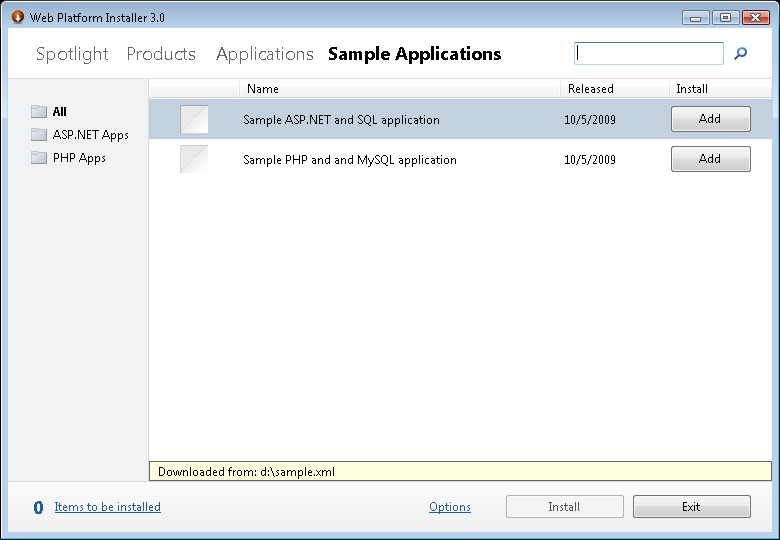 Web Platform Installer 3.0
Spotlight Products Applications Sample Applications
Name Released Install
All
ASP.NET Apps
PHP Apps
Sample ASP.NET and SQL application 10/5/2009 Add
Sample PHP and and MySQL application 10/5/2009 Add
Downloaded from: d:\sample.xml
0 Items to be installed Options Install Exit